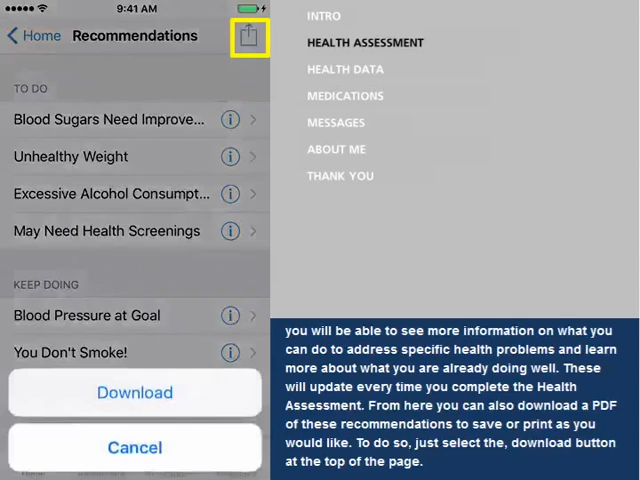 9:41 AM
Home
Recommendations
TO DO
Blood Sugars Need Improve...
Unhealthy Weight
Excessive Alcohol Consumpt...
May Need Health Screenings
KEEP DOING
Blood Pressure at Goal
You Don't Smoke!
Download
Cancel
INTRO
HEALTH ASSESSMENT
HEALTH DATA
MEDICATIONS
MESSAGES
ABOUT ME
THANK YOU
you will be able to see more information on what you
can do to address specific health problems and learn
more about what you are already doing well. These
will update every time you complete the Health
Assessment. From here you can also download a PDF
of these recommendations to save or print as you
would like. To do so, just select the, download button
at the top of the page.